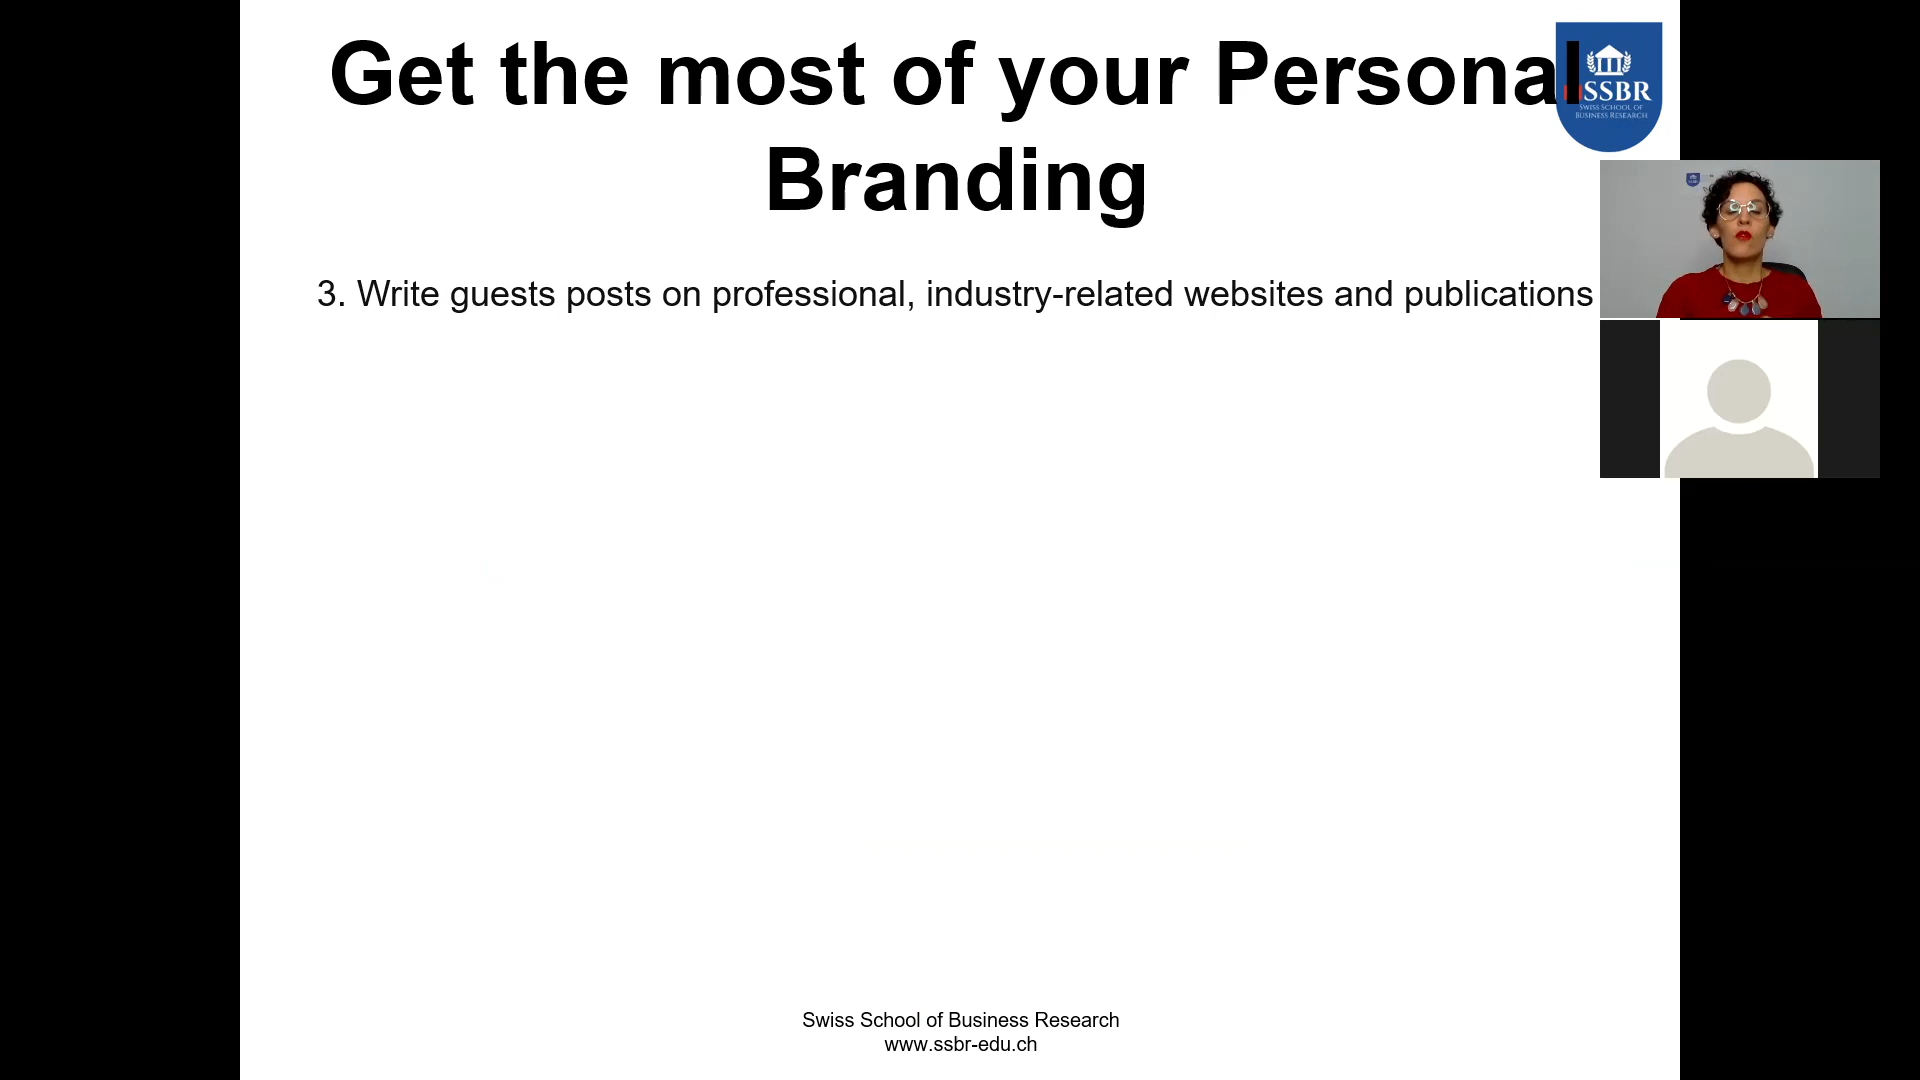 Get the most of your Personal
Branding
SSBR
SWISS SCHOOL OF
BUSINESS RESEARCH
3. Write guests posts on professional, industry-related websites and publications
Swiss School of Business Research
www.ssbr-edu.ch